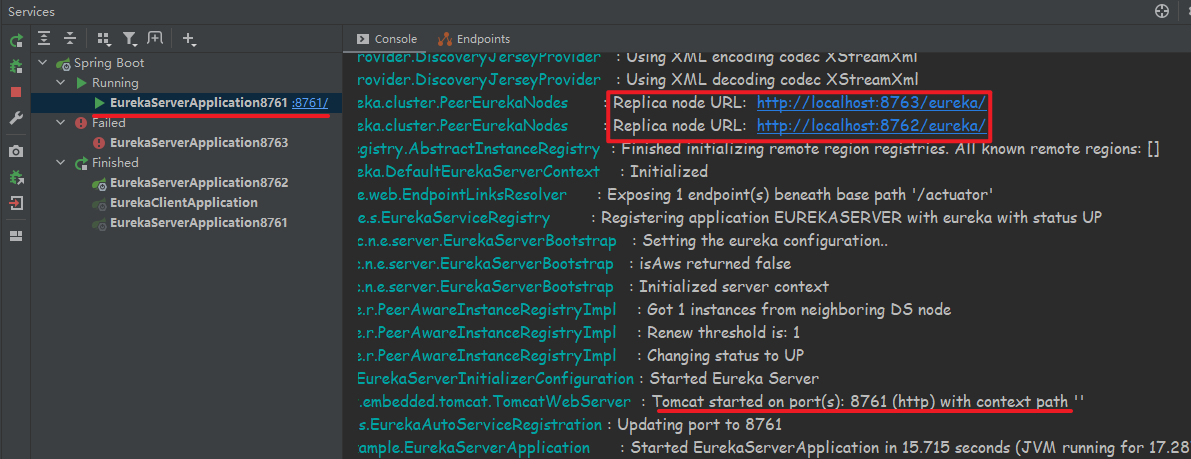 Services
Spring Boot
Running
EurekaServerApplication8761 :8761/
Failed
EurekaServerApplication8763
Finished
EurekaServerApplication8762
EurekaClientApplication
EurekaServerApplication8761
Console Endpoints
rovider.DiscoveryJerseyProvider : Using XML encoding codec XStreamXml
rovider.DiscoveryJerseyProvider : Using XML decoding codec XStreamXml
eka.cluster.PeerEurekaNodes : Replica node URL: http://localhost:8763/eureka/
eka.cluster.PeerEurekaNodes : Replica node URL: http://localhost:8762/eureka/
egistry.AbstractInstanceRegistry : Finished initializing remote region registries. All known remote regions: []
eka.DefaultEurekaServerContext : Initialized
e.web.EndpointLinksResolver : Exposing 1 endpoint(s) beneath base path '/actuator'
e.s.EurekaServiceRegistry : Registering application EUREKASERVER with eureka with status UP
c.n.e.server.EurekaServerBootstrap : Setting the eureka configuration..
c.n.e.server.EurekaServerBootstrap : isAws returned false
c.n.e.server.EurekaServerBootstrap : Initialized server context
e.r.PeerAwareInstanceRegistryImpl : Got 1 instances from neighboring DS node
e.r.PeerAwareInstanceRegistryImpl : Renew threshold is: 1
e.r.PeerAwareInstanceRegistryImpl : Changing status to UP
EurekaServerInitializerConfiguration : Started Eureka Server
.embedded.tomcat.TomcatWebServer : Tomcat started on port(s): 8761 (http) with context path ''
s.EurekaAutoServiceRegistration : Updating port to 8761
ample.EurekaServerApplication : Started EurekaServerApplication in 15.715 seconds (JVM running for 17.28